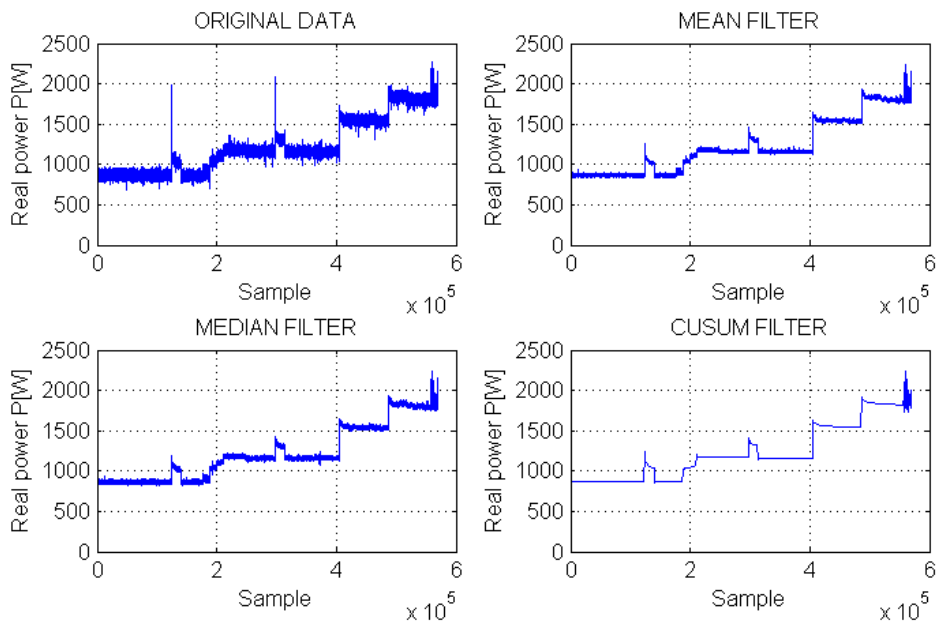 ORIGINAL DATA
2500
2000
1500
1000
500
0
Real power P[W]
0
2
4
6
Sample
x 10^5
MEAN FILTER
2500
2000
1500
1000
500
0
Real power P[W]
0
2
4
6
Sample
x 10^5
MEDIAN FILTER
2500
2000
1500
1000
500
0
Real power P[W]
0
2
4
6
Sample
x 10^5
CUSUM FILTER
2500
2000
1500
1000
500
0
Real power P[W]
0
2
4
6
Sample
x 10^5